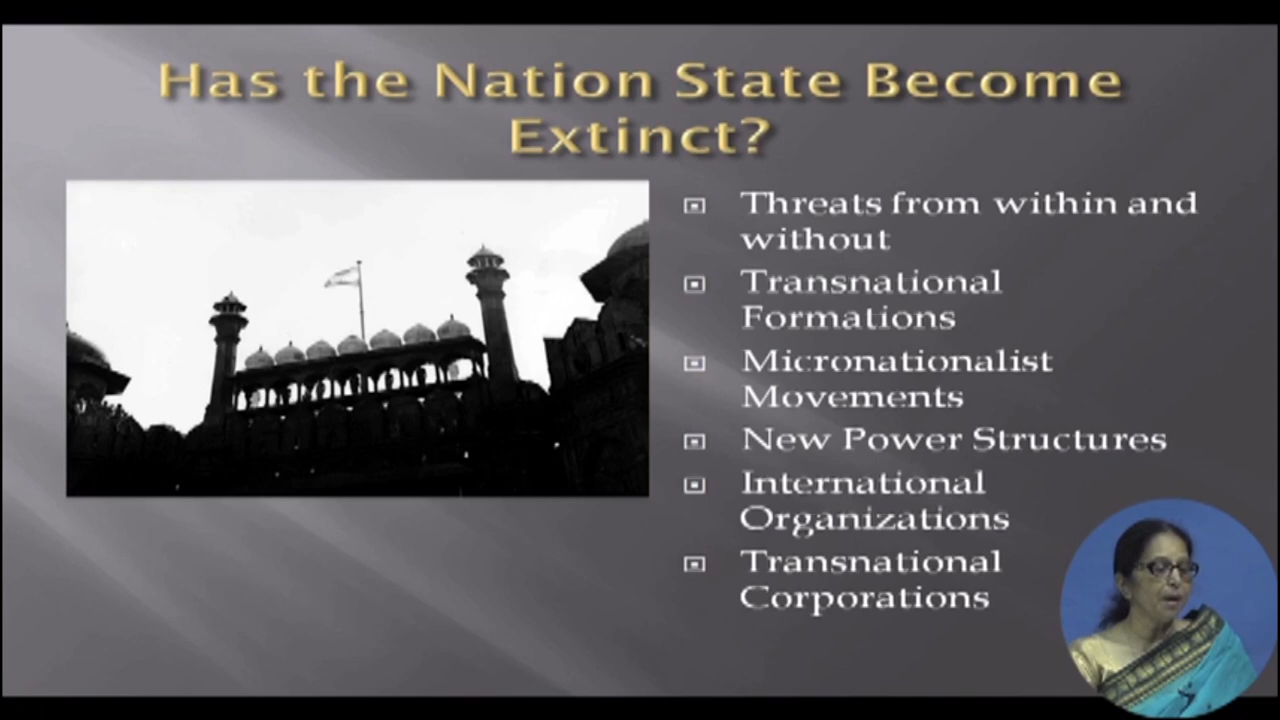 Has the Nation State Become
Extinct?
Threats from within and
without
Transnational
Formations
Micronationalist
Movements
New Power Structures
International
Organizations
Transnational
Corporations